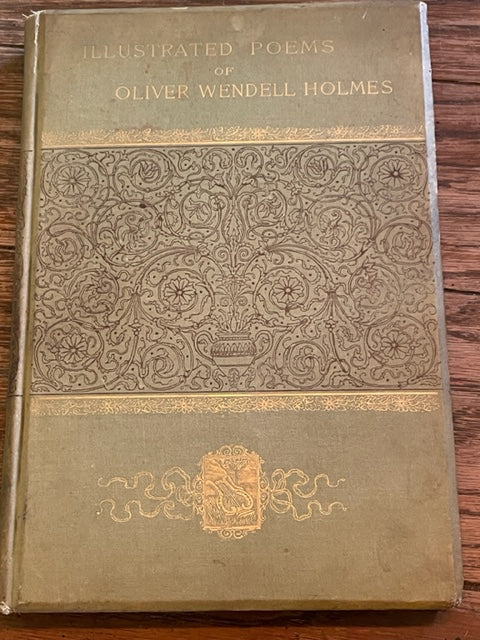 ILLUSTRATED POEMS
OF
OLIVER WENDELL HOLMES